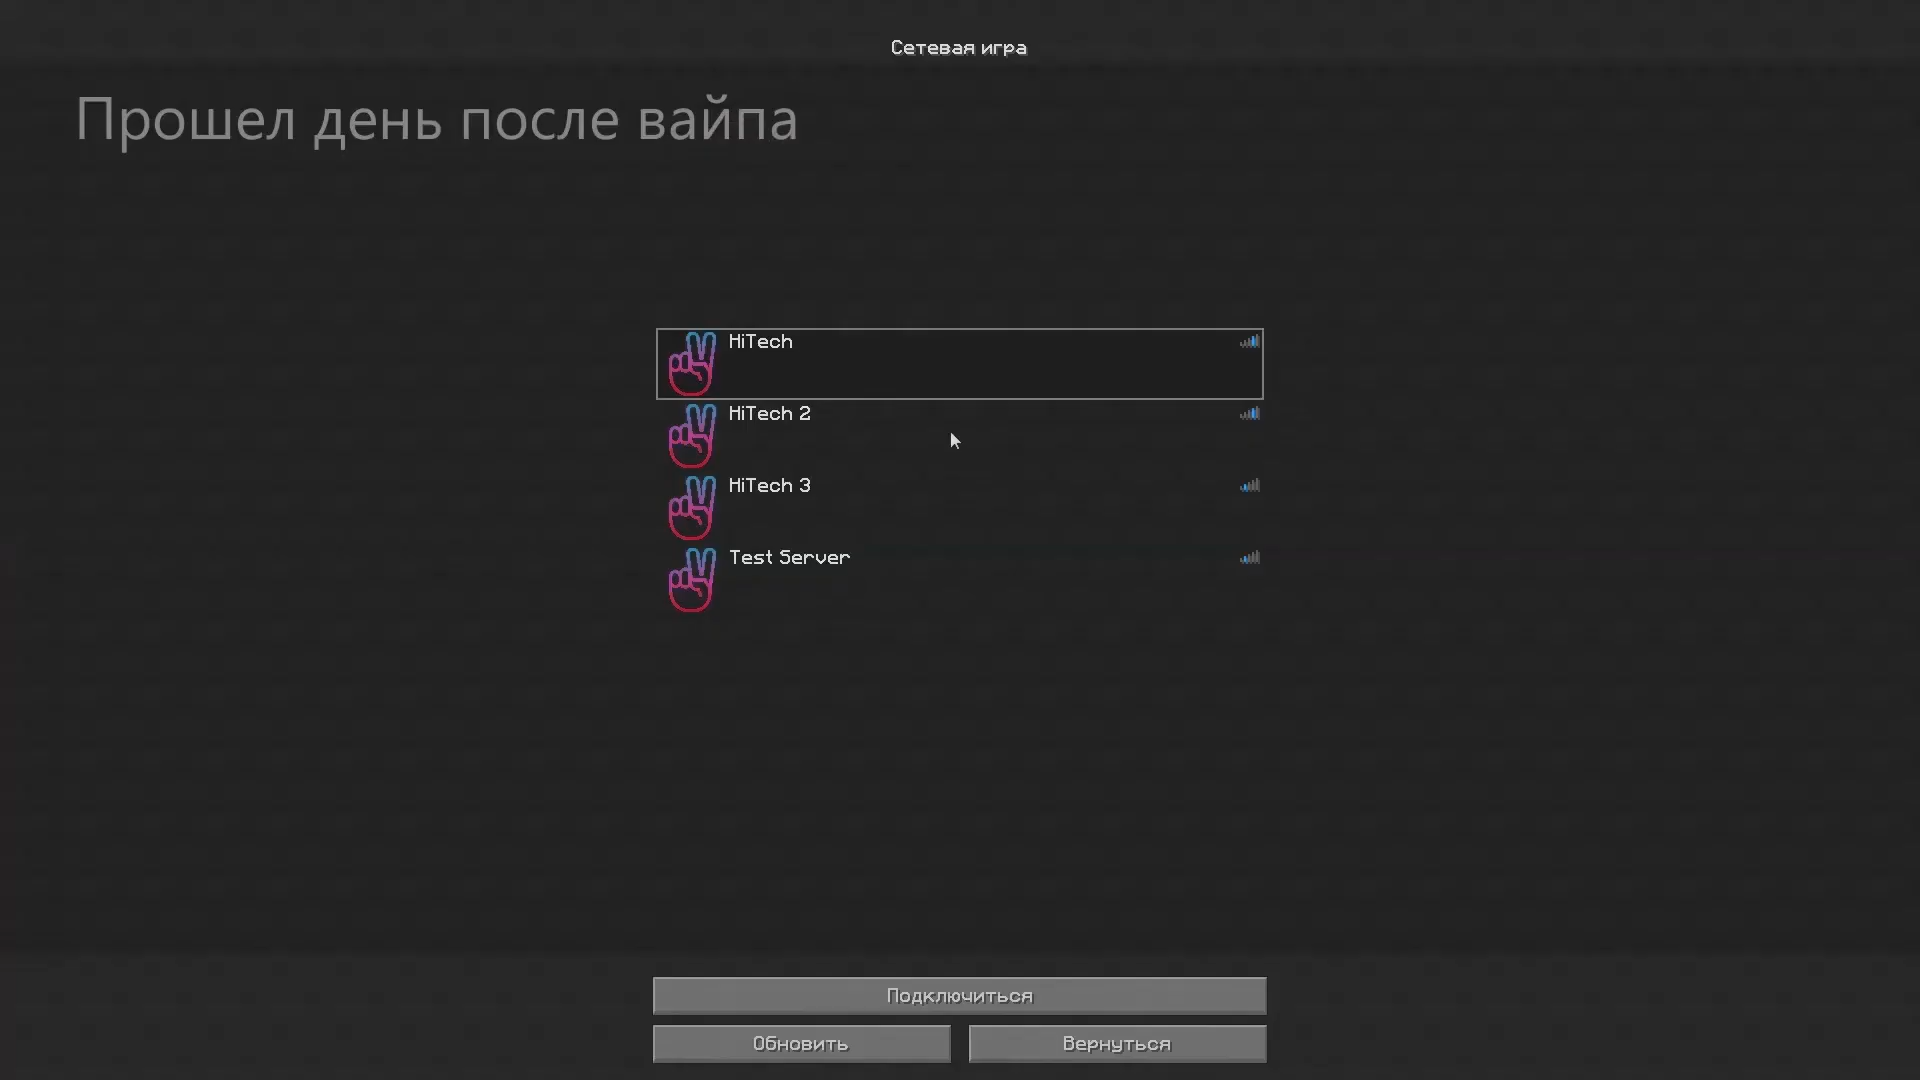 Сетевая игра
Прошел день после вайпа
HiTech
HiTech 2
HiTech 3
Test Server
Подключиться
Обновить
Вернуться